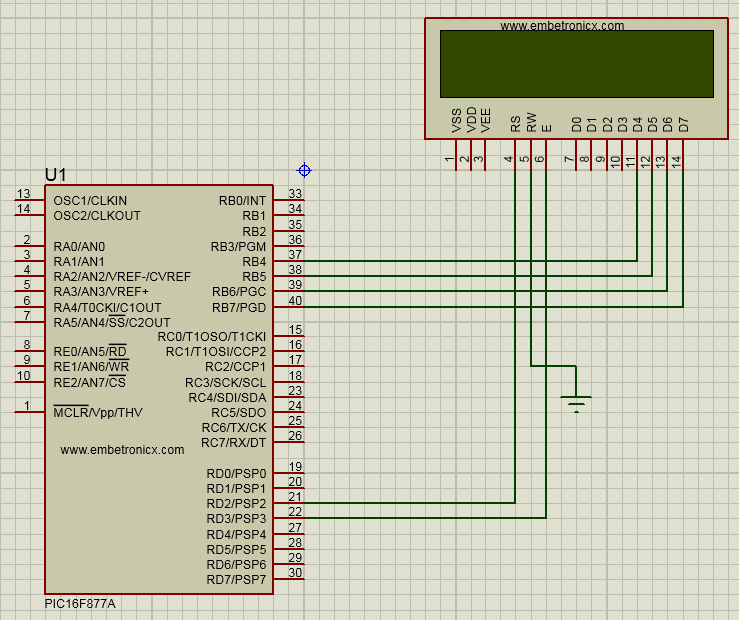 www.embetronicx.com
VSS VDD VEE RS RW E D0 D1 D2 D3 D4 D5 D6 D7
1 2 3 4 5 6 7 8 9 10 11 12 13 14
U1
13 OSC1/CLKIN RB0/INT 33
14 OSC2/CLKOUT RB1 34
RB2 35
2 RA0/AN0 RB3/PGM 36
3 RA1/AN1 RB4 37
4 RA2/AN2/VREF-/CVREF RB5 38
5 RA3/AN3/VREF+ RB6/PGC 39
6 RA4/T0CKI/C1OUT RB7/PGD 40
7 RA5/AN4/SS/C2OUT
RC0/T1OSO/T1CKI 15
8 RE0/AN5/RD RC1/T1OSI/CCP2 16
9 RE1/AN6/WR RC2/CCP1 17
10 RE2/AN7/CS RC3/SCK/SCL 18
RC4/SDI/SDA 23
1 MCLR/Vpp/THV RC5/SDO 24
RC6/TX/CK 25
RC7/RX/DT 26
www.embetronicx.com
RD0/PSP0 19
RD1/PSP1 20
RD2/PSP2 21
RD3/PSP3 22
RD4/PSP4 27
RD5/PSP5 28
RD6/PSP6 29
RD7/PSP7 30
PIC16F877A